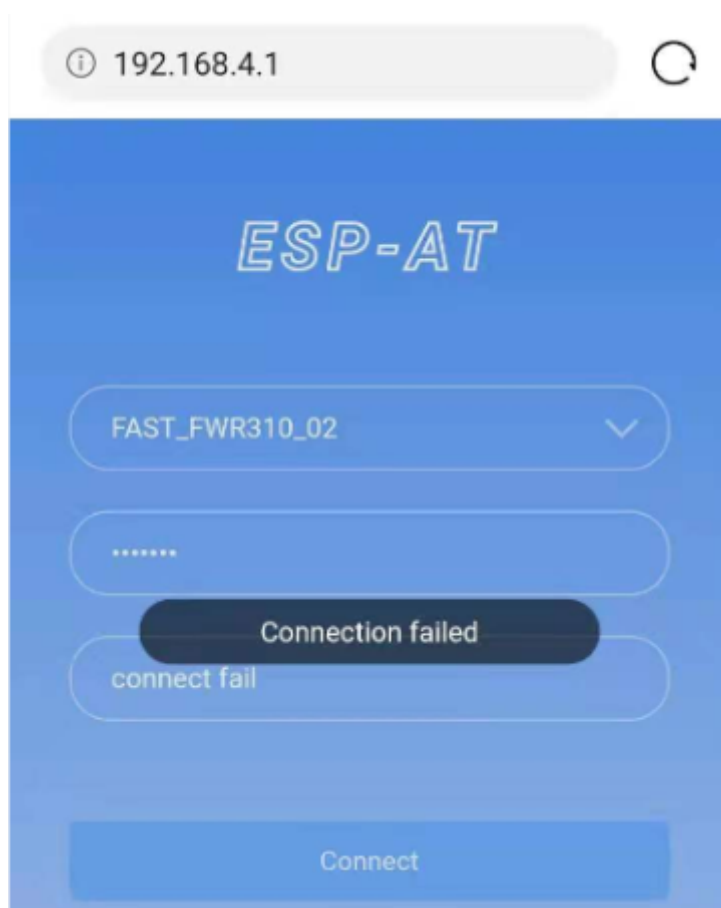 192.168.4.1
ESP-AT
FAST_FWR310_02
•••••••
Connection failed
connect fail
Connect